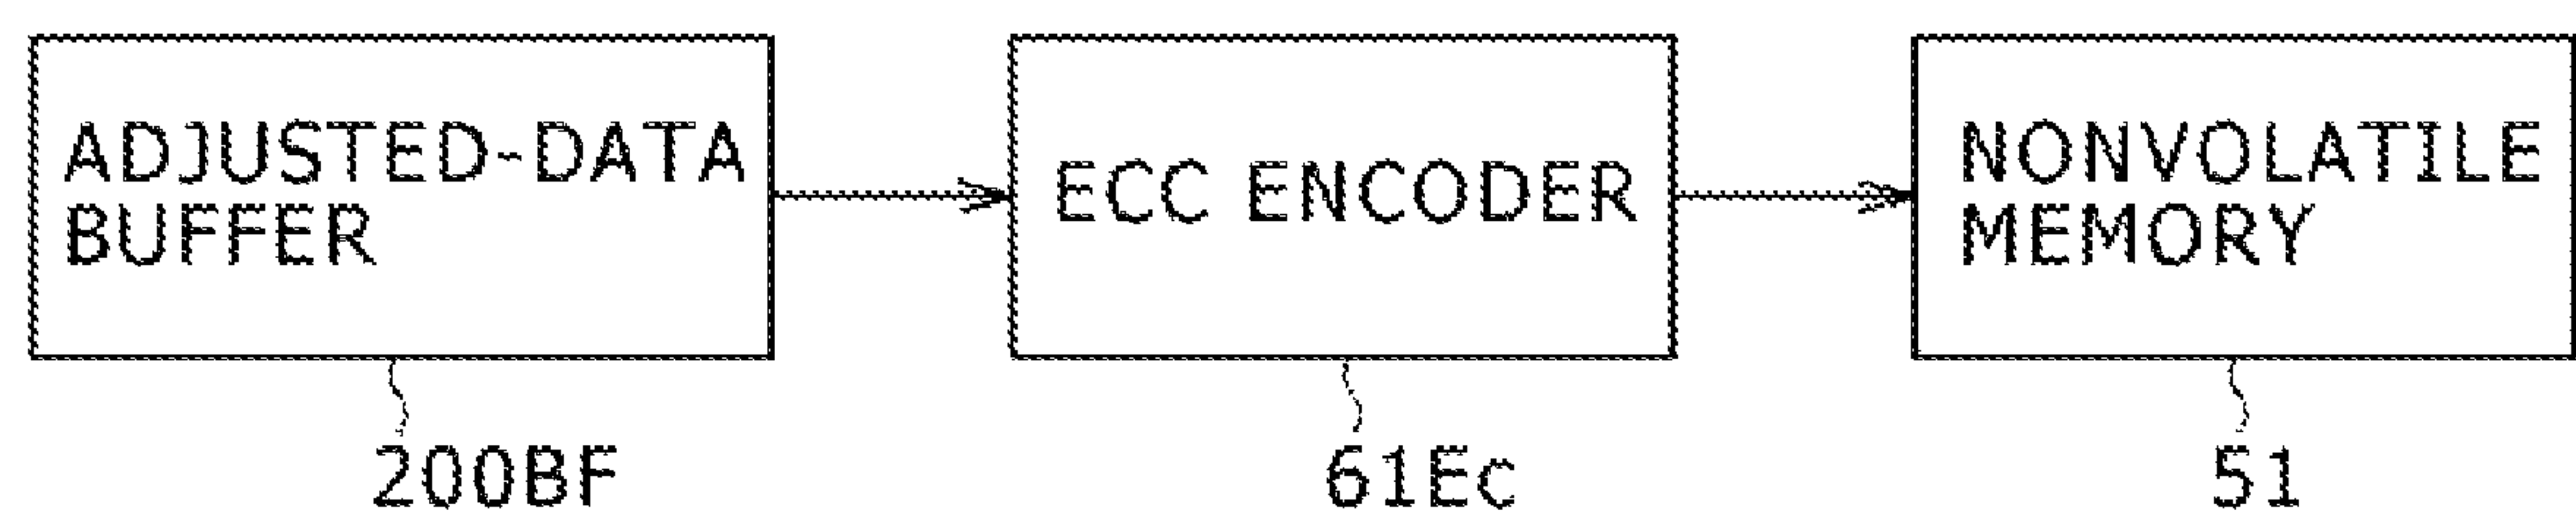 ADJUSTED-DATA
BUFFER
ECC ENCODER
NONVOLATILE
MEMORY
200BF
61Ec
51